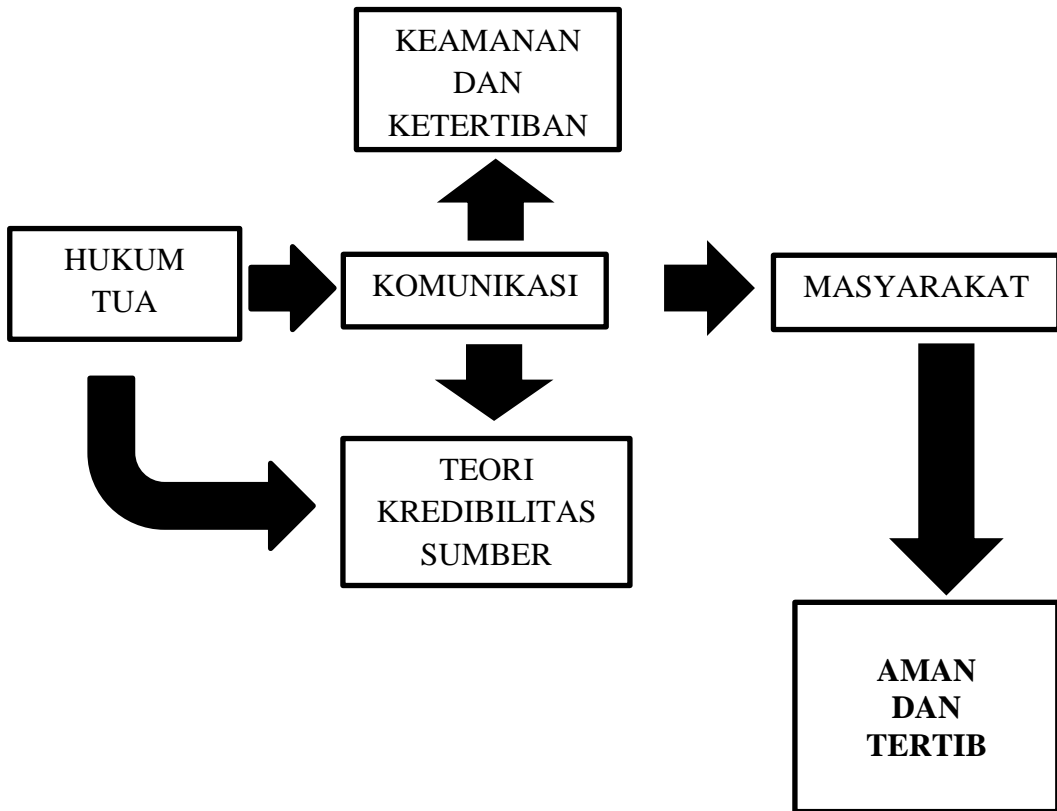 KEAMANAN
DAN
KETERTIBAN
HUKUM
TUA
KOMUNIKASI
MASYARAKAT
TEORI
KREDIBILITAS
SUMBER
AMAN
DAN
TERTIB